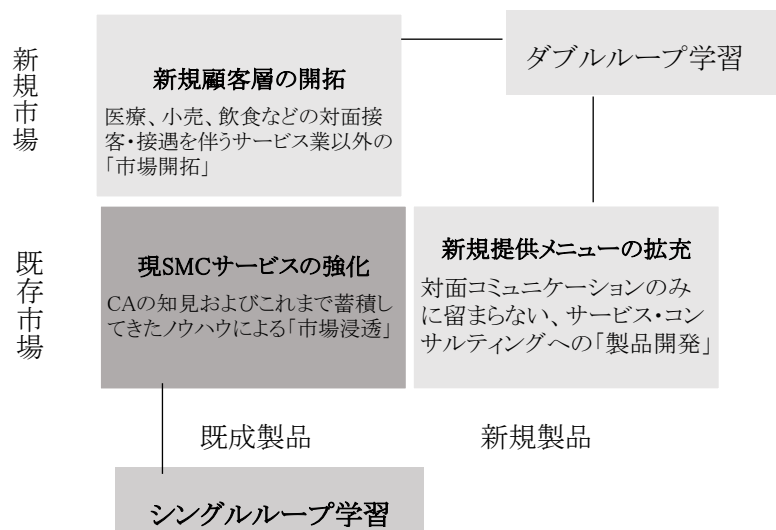 新規市場
新規顧客層の開拓
医療、小売、飲食などの対面接
客・接遇を伴うサービス業以外の
「市場開拓」
ダブルループ学習
既存市場
現SMCサービスの強化
CAの知見およびこれまで蓄積し
てきたノウハウによる「市場浸透」
新規提供メニューの拡充
対面コミュニケーションのみ
に留まらない、サービス・コン
サルティングへの「製品開発」
既成製品
新規製品
シングルループ学習